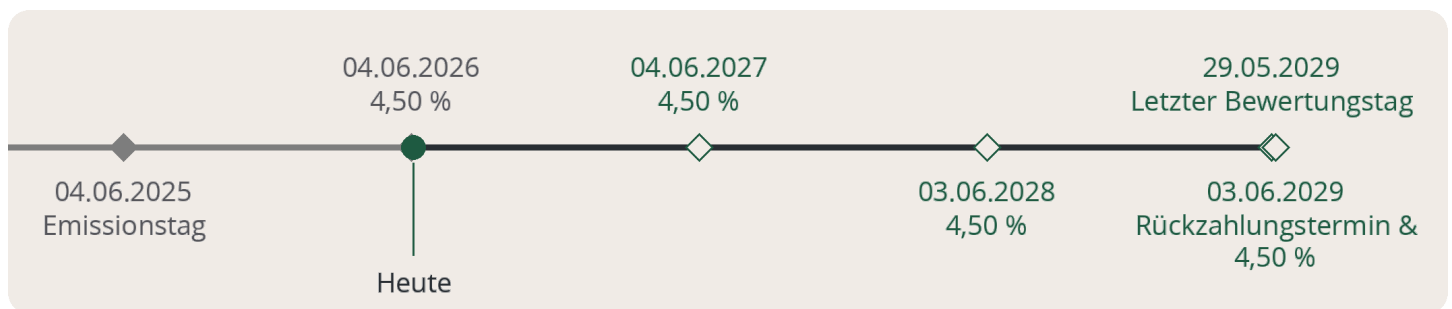 04.06.2026
4,50 %
04.06.2027
4,50 %
29.05.2029
Letzter Bewertungstag
04.06.2025
Emissionstag
03.06.2028
4,50 %
03.06.2029
Rückzahlungstermin &
4,50 %
Heute